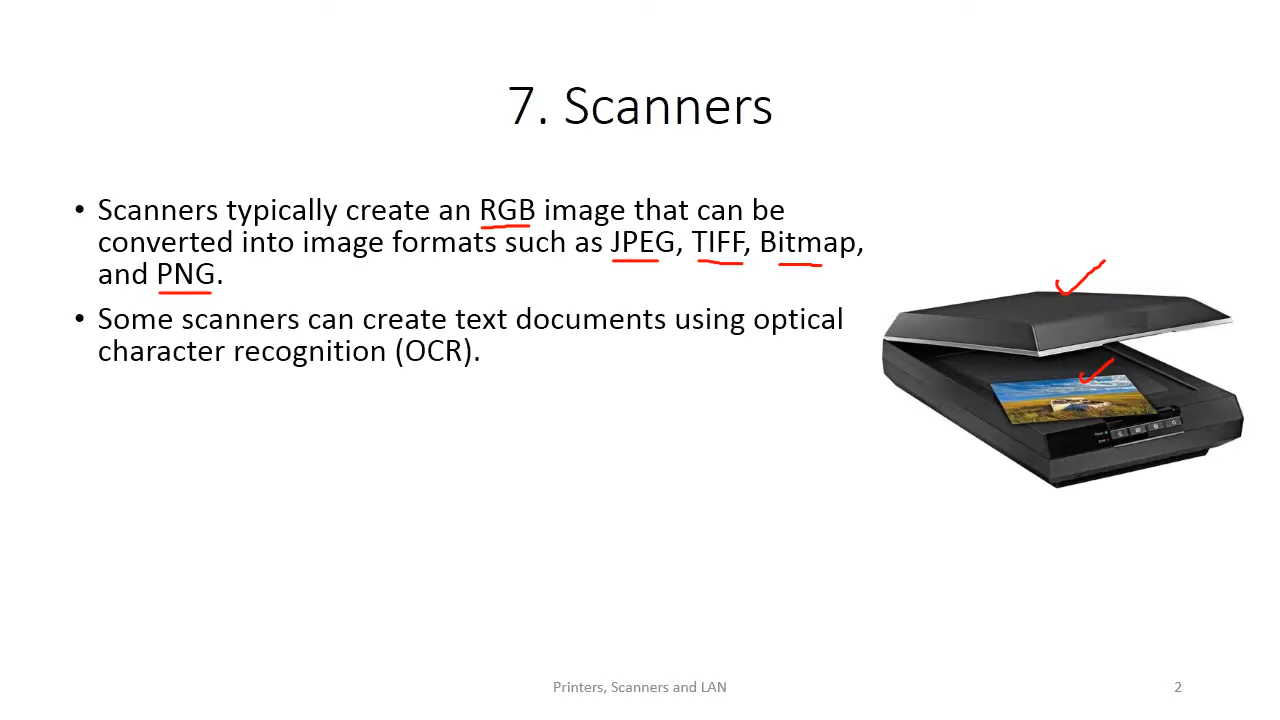 7. Scanners
• Scanners typically create an RGB image that can be
converted into image formats such as JPEG, TIFF, Bitmap,
and PNG.
• Some scanners can create text documents using optical
character recognition (OCR).
Printers, Scanners and LAN
2